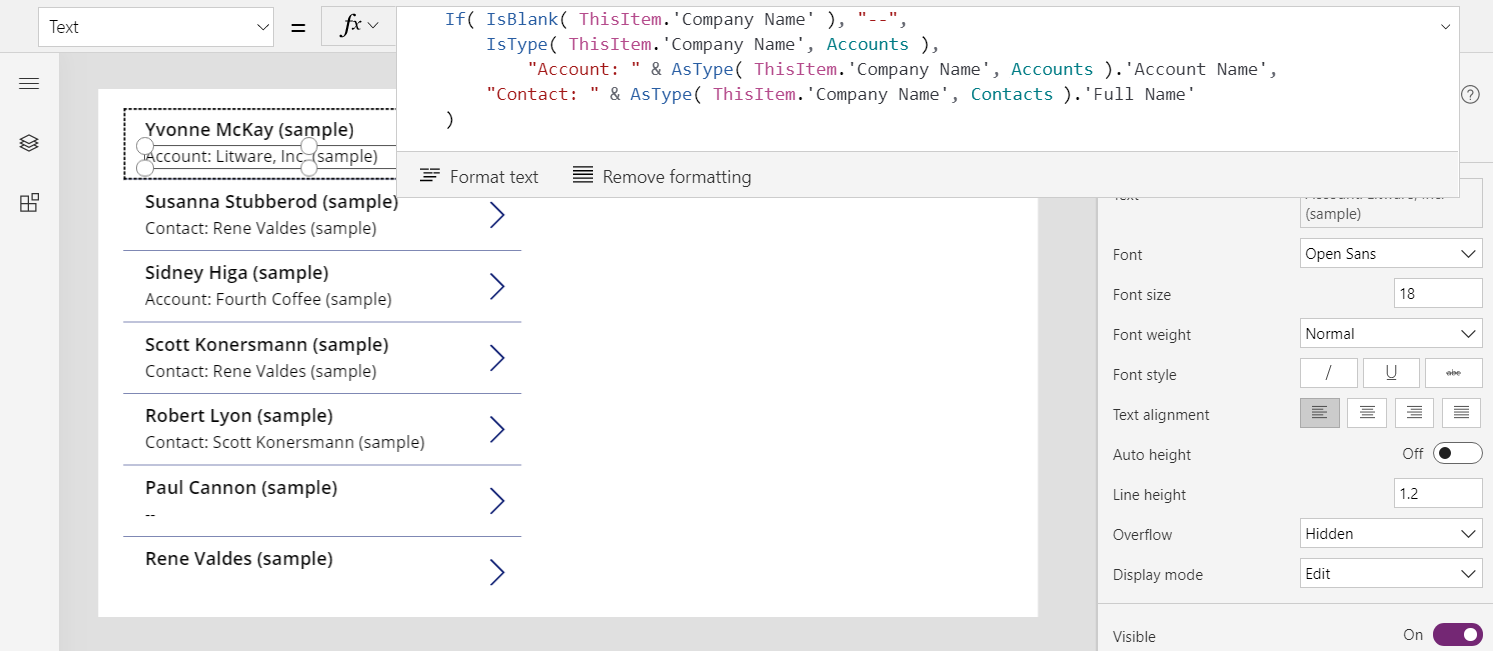 Text
=
fx
If( IsBlank( ThisItem.'Company Name' ), "--",
IsType( ThisItem.'Company Name', Accounts ),
"Account: " & AsType( ThisItem.'Company Name', Accounts ).'Account Name',
"Contact: " & AsType( ThisItem.'Company Name', Contacts ).'Full Name'
)
Format text
Remove formatting
Yvonne McKay (sample)
Account: Litware, Inc. (sample)
Susanna Stubberod (sample)
Contact: Rene Valdes (sample)
Sidney Higa (sample)
Account: Fourth Coffee (sample)
Scott Konersmann (sample)
Contact: Rene Valdes (sample)
Robert Lyon (sample)
Contact: Scott Konersmann (sample)
Paul Cannon (sample)
--
Rene Valdes (sample)
?
Text
Account: Litware, Inc.
(sample)
Font
Open Sans
Font size
18
Font weight
Normal
Font style
/ U abc
Text alignment
Auto height
Off
Line height
1.2
Overflow
Hidden
Display mode
Edit
Visible
On